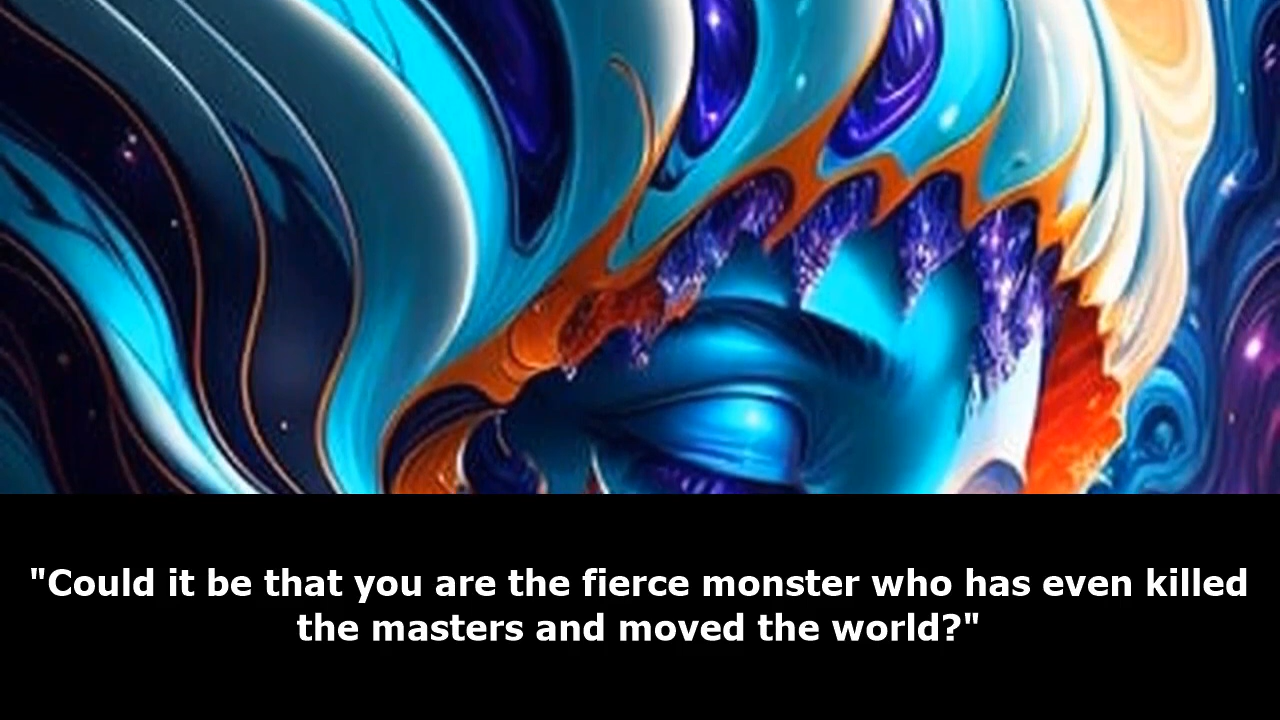 "Could it be that you are the fierce monster who has even killed
the masters and moved the world?"